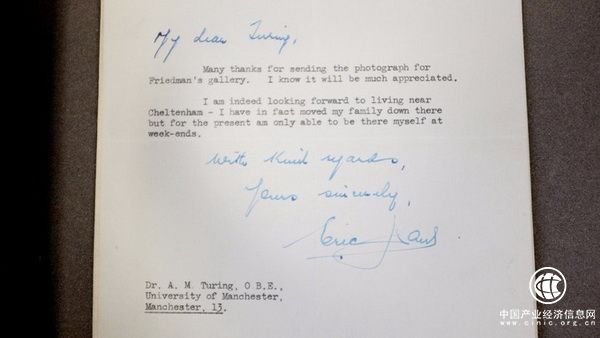 My dear Turing,
Many thanks for sending the photograph for
Friedman's gallery. I know it will be much appreciated.
I am indeed looking forward to living near
Cheltenham - I have in fact moved my family down there
but for the present am only able to be there myself at
week-ends.
With kind regards,
Yours sincerely,
Eric
Dr. A. M. Turing, O B.E.,
University of Manchester,
Manchester, 13.
中国产业经济信息网
www.cinic.org.cn